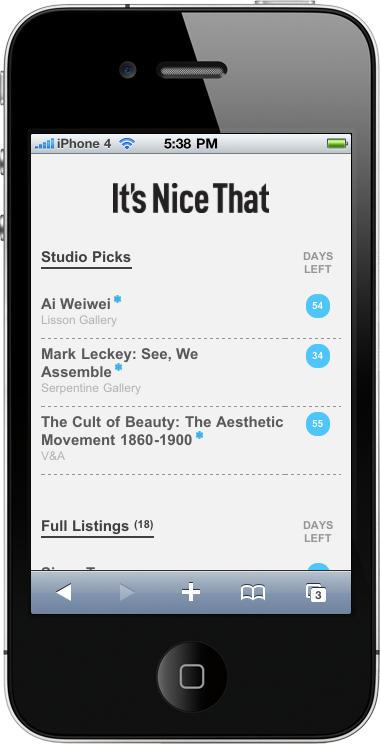 iPhone 4 5:38 PM
It's Nice That
Studio Picks DAYS
LEFT
Ai Weiwei* 54
Lisson Gallery
Mark Leckey: See, We 34
Assemble*
Serpentine Gallery
The Cult of Beauty: The Aesthetic 55
Movement 1860-1900*
V&A
Full Listings (18) DAYS
LEFT
3